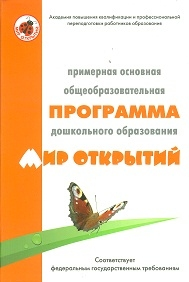 Академия повышения квалификации и профессиональной
переподготовки работников образования
примерная основная
общеобразовательная
ПРОГРАММА
дошкольного образования
Мир открытий
Соответствует
федеральным государственным требованиям